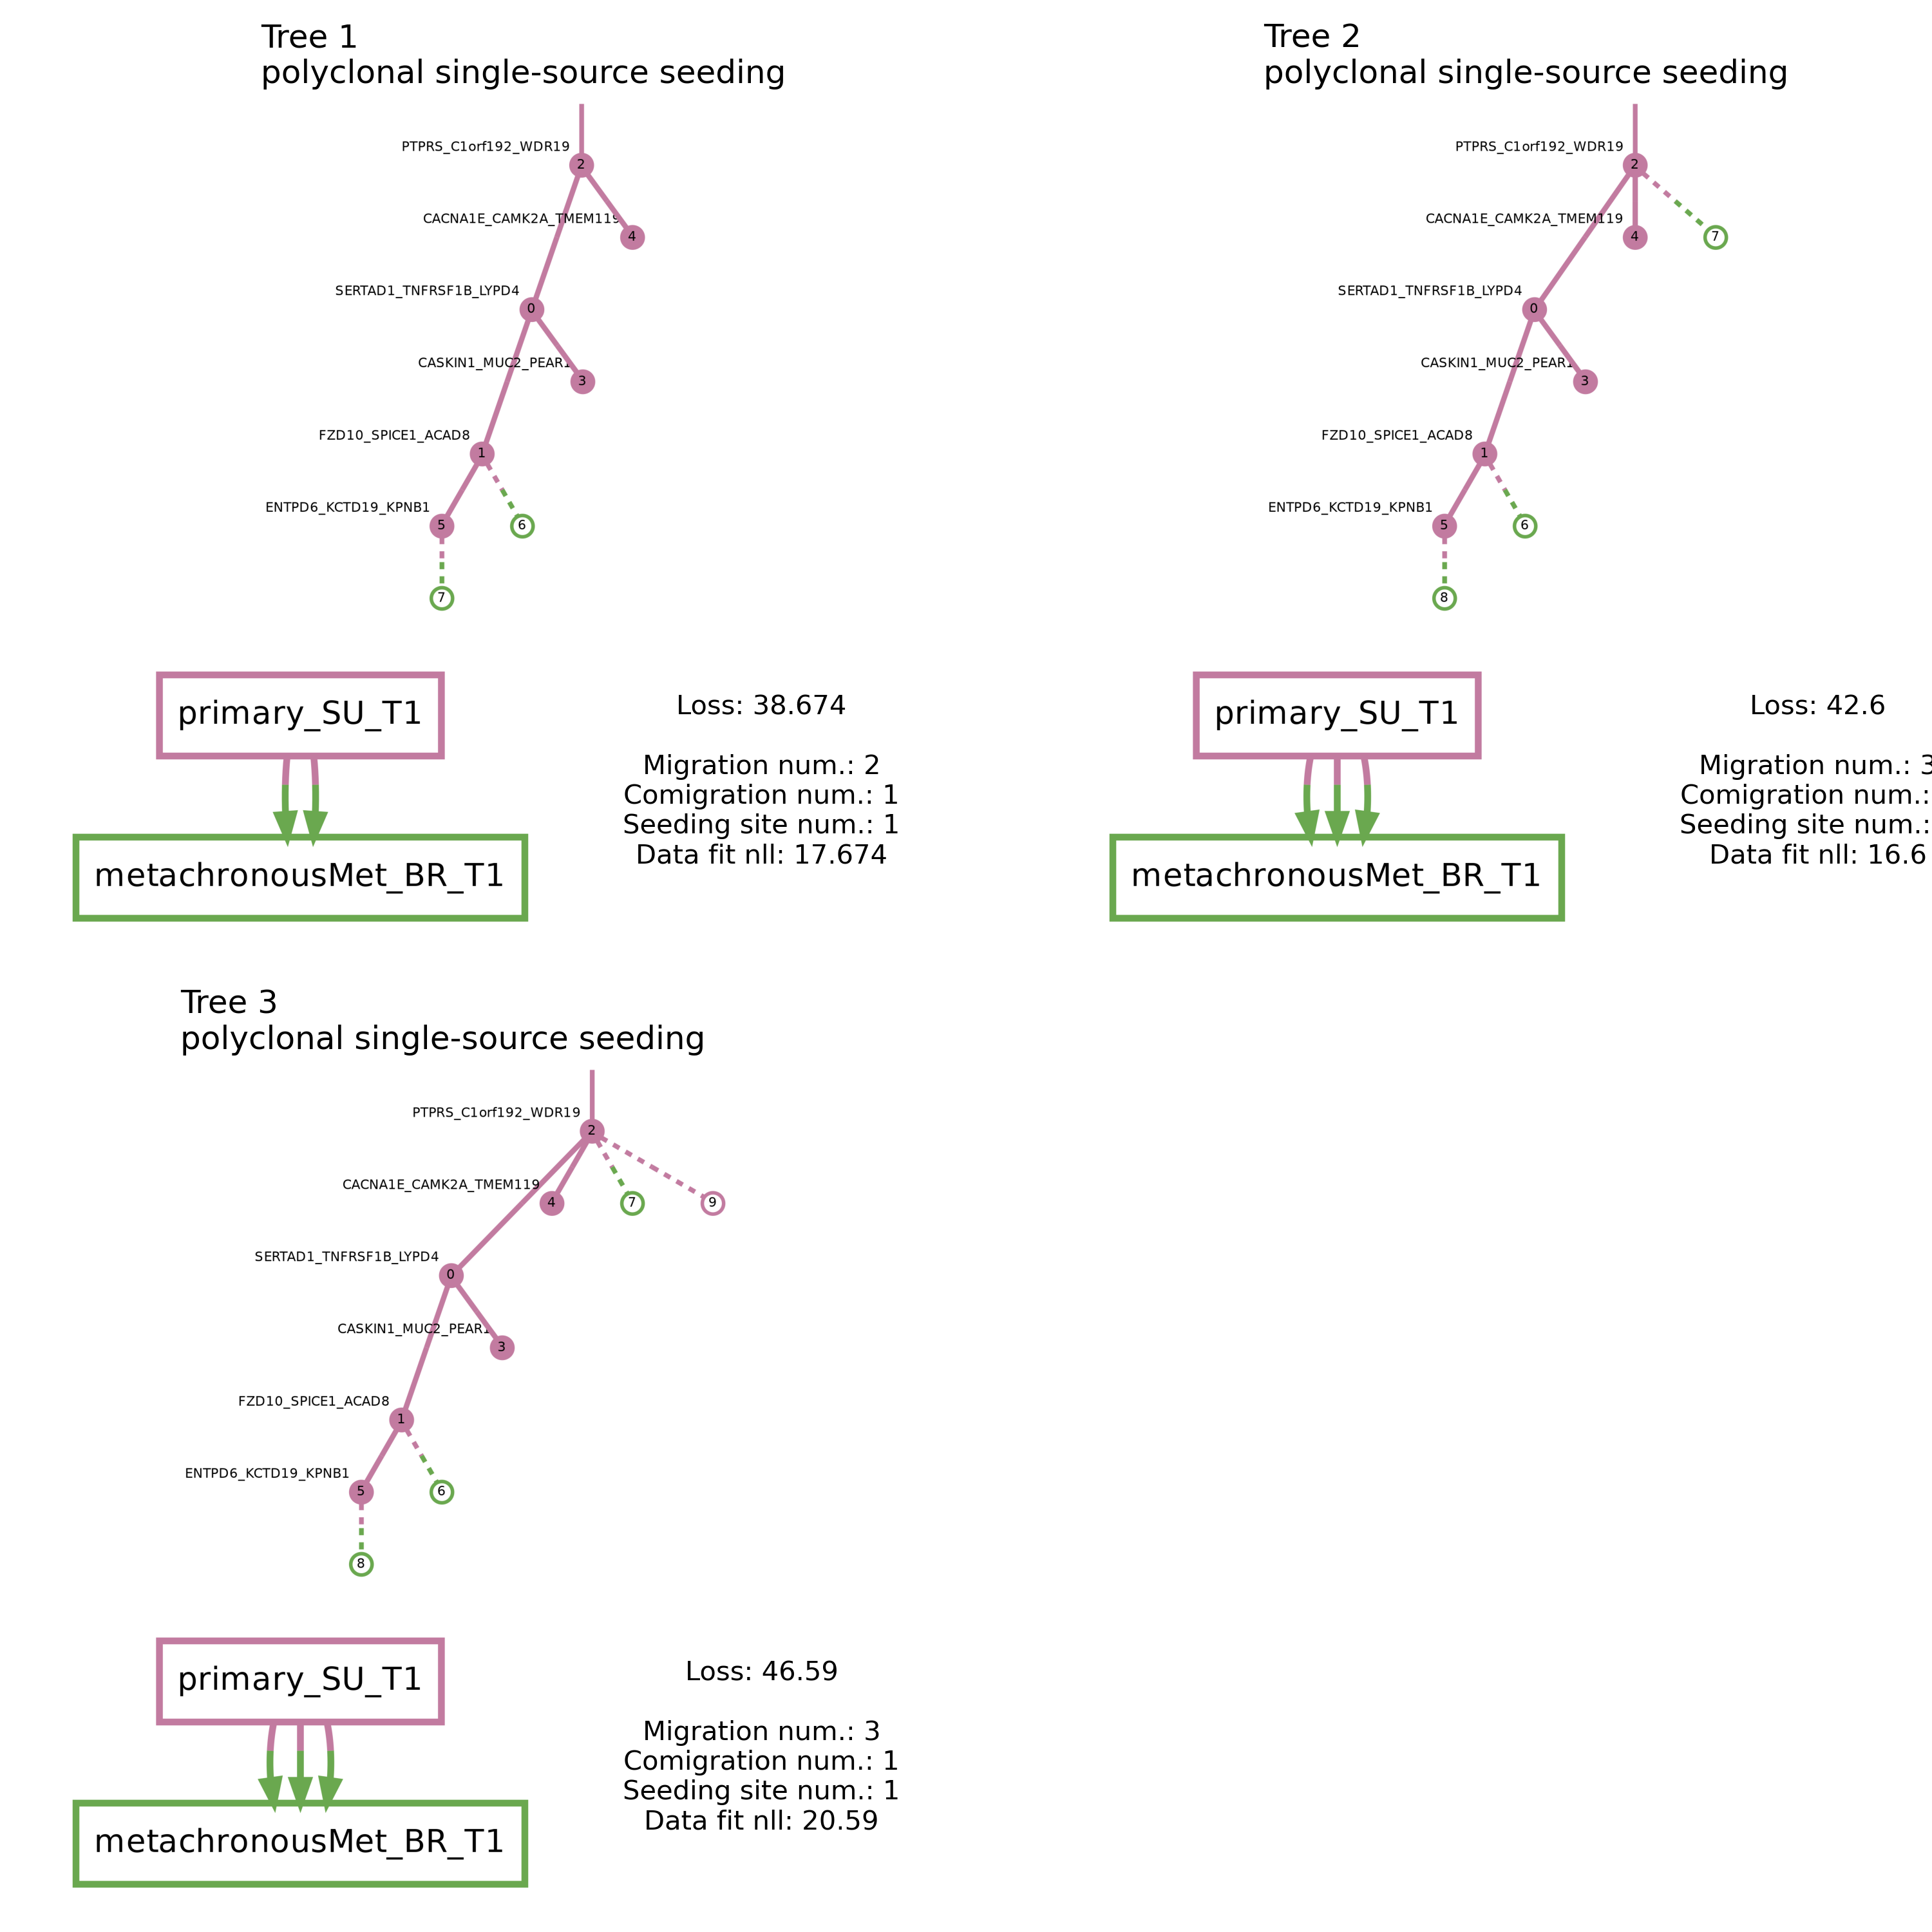 Tree 1
polyclonal single-source seeding
PTPRS_C1orf192_WDR19
2
CACNA1E_CAMK2A_TMEM119
4
SERTAD1_TNFRSF1B_LYPD4
0
CASKIN1_MUC2_PEAR1
3
FZD10_SPICE1_ACAD8
1
ENTPD6_KCTD19_KPNB1
5
6
7
primary_SU_T1
metachronousMet_BR_T1
Loss: 38.674
Migration num.: 2
Comigration num.: 1
Seeding site num.: 1
Data fit nll: 17.674
Tree 2
polyclonal single-source seeding
PTPRS_C1orf192_WDR19
2
CACNA1E_CAMK2A_TMEM119
4
7
SERTAD1_TNFRSF1B_LYPD4
0
CASKIN1_MUC2_PEAR1
3
FZD10_SPICE1_ACAD8
1
ENTPD6_KCTD19_KPNB1
5
6
8
primary_SU_T1
metachronousMet_BR_T1
Loss: 42.6
Migration num.: 3
Comigration num.:
Seeding site num.:
Data fit nll: 16.6
Tree 3
polyclonal single-source seeding
PTPRS_C1orf192_WDR19
2
CACNA1E_CAMK2A_TMEM119
4
7
9
SERTAD1_TNFRSF1B_LYPD4
0
CASKIN1_MUC2_PEAR1
3
FZD10_SPICE1_ACAD8
1
ENTPD6_KCTD19_KPNB1
5
6
8
primary_SU_T1
metachronousMet_BR_T1
Loss: 46.59
Migration num.: 3
Comigration num.: 1
Seeding site num.: 1
Data fit nll: 20.59